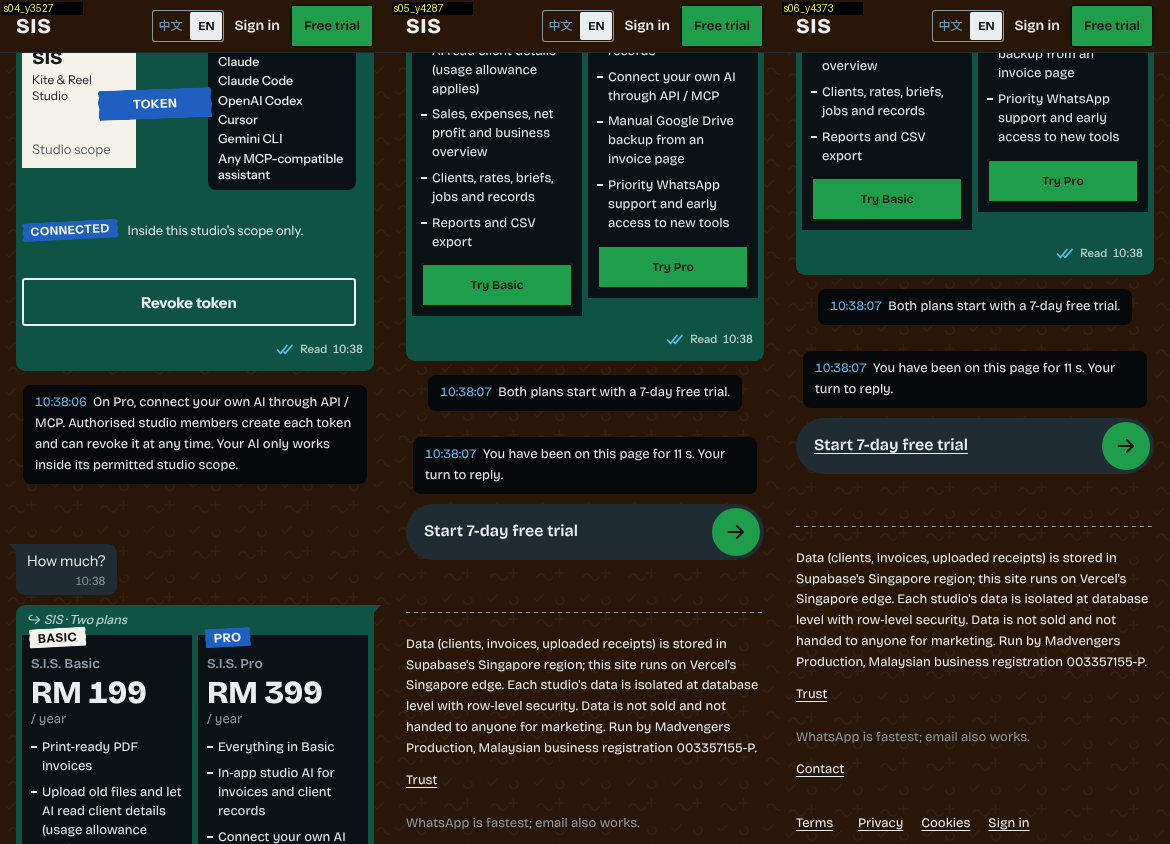 s04_y3527
SIS
中文 EN
Sign in
Free trial
SIS
Kite & Reel
Studio
TOKEN
Studio scope
Claude
Claude Code
OpenAI Codex
Cursor
Gemini CLI
Any MCP-compatible
assistant
CONNECTED Inside this studio's scope only.
Revoke token
Read 10:38
10:38:06 On Pro, connect your own AI through API /
MCP. Authorised studio members create each token
and can revoke it at any time. Your AI only works
inside its permitted studio scope.
How much?
10:38
↪ SIS · Two plans
BASIC
S.I.S. Basic
RM 199
/ year
– Print-ready PDF
invoices
– Upload old files and let
AI read client details
(usage allowance
PRO
S.I.S. Pro
RM 399
/ year
– Everything in Basic
– In-app studio AI for
invoices and client
records
– Connect your own AI
s05_y4287
SIS
中文 EN
Sign in
Free trial
AI read client details
(usage allowance
applies)
– Sales, expenses, net
profit and business
overview
– Clients, rates, briefs,
jobs and records
– Reports and CSV
export
Try Basic
records
– Connect your own AI
through API / MCP
– Manual Google Drive
backup from an
invoice page
– Priority WhatsApp
support and early
access to new tools
Try Pro
Read 10:38
10:38:07 Both plans start with a 7-day free trial.
10:38:07 You have been on this page for 11 s. Your
turn to reply.
Start 7-day free trial
Data (clients, invoices, uploaded receipts) is stored in
Supabase's Singapore region; this site runs on Vercel's
Singapore edge. Each studio's data is isolated at database
level with row-level security. Data is not sold and not
handed to anyone for marketing. Run by Madvengers
Production, Malaysian business registration 003357155-P.
Trust
WhatsApp is fastest; email also works.
s06_y4373
SIS
中文 EN
Sign in
Free trial
overview
– Clients, rates, briefs,
jobs and records
– Reports and CSV
export
Try Basic
backup from an
invoice page
– Priority WhatsApp
support and early
access to new tools
Try Pro
Read 10:38
10:38:07 Both plans start with a 7-day free trial.
10:38:07 You have been on this page for 11 s. Your
turn to reply.
Start 7-day free trial
Data (clients, invoices, uploaded receipts) is stored in
Supabase's Singapore region; this site runs on Vercel's
Singapore edge. Each studio's data is isolated at database
level with row-level security. Data is not sold and not
handed to anyone for marketing. Run by Madvengers
Production, Malaysian business registration 003357155-P.
Trust
WhatsApp is fastest; email also works.
Contact
Terms Privacy Cookies Sign in